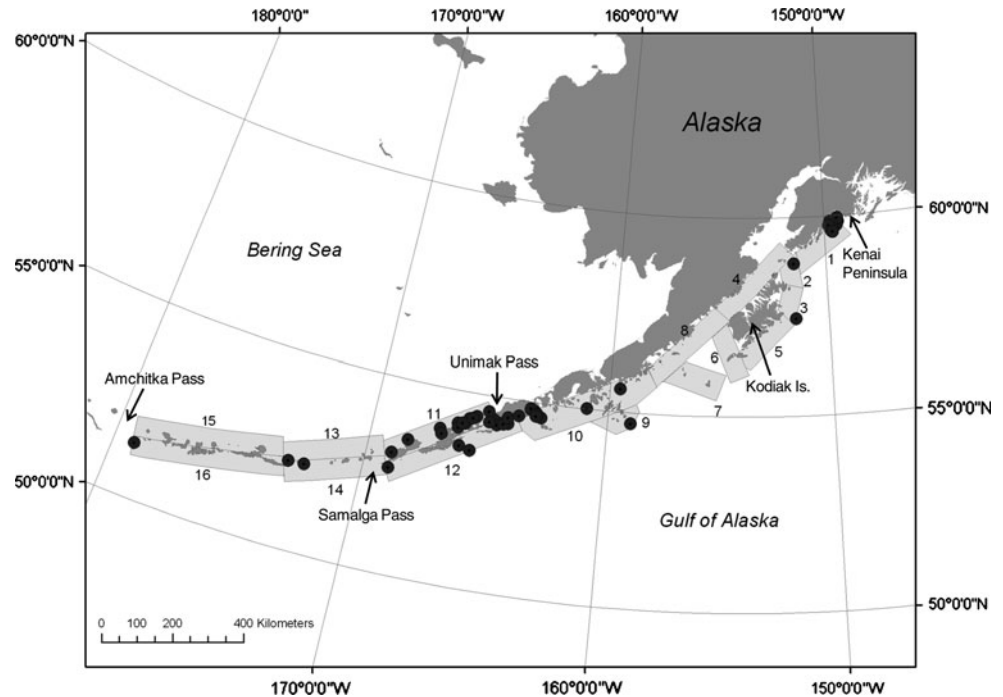 180°0'0"W 170°0'0"W 160°0'0"W 150°0'0"W
60°0'0"N
Alaska
60°0'0"N
Bering Sea
Kenai
Peninsula
1
4
2
55°0'0"N
3
8
Unimak Pass
5
6
Kodiak Is.
Amchitka Pass
7
55°0'0"N
11
9
15
13
10
12
16
50°0'0"N
14
Samalga Pass
Gulf of Alaska
50°0'0"N
0 100 200 400 Kilometers
170°0'0"W 160°0'0"W 150°0'0"W